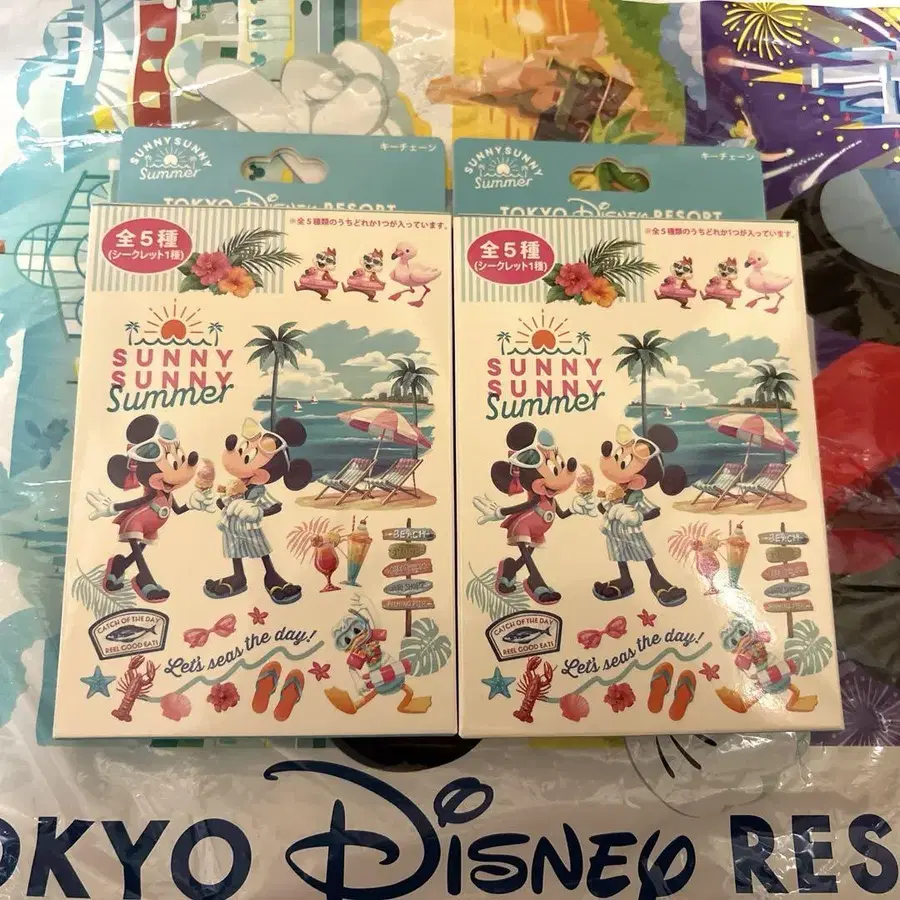 SUNNY SUNNY
Summer
キーチェーン
TOKYO DISNEY RESORT
全5種
(シークレット1種)
※全5種類のうちどれか1つが入っています。
SUNNY
SUNNY
Summer
BEACH
CATCH OF THE DAY
REEL GOOD EATS
Let's seas the day!
SUNNY SUNNY
Summer
キーチェーン
TOKYO DISNEY RESORT
全5種
(シークレット1種)
※全5種類のうちどれか1つが入っています。
SUNNY
SUNNY
Summer
BEACH
CATCH OF THE DAY
REEL GOOD EATS
Let's seas the day!
OKYO DISNEY RES